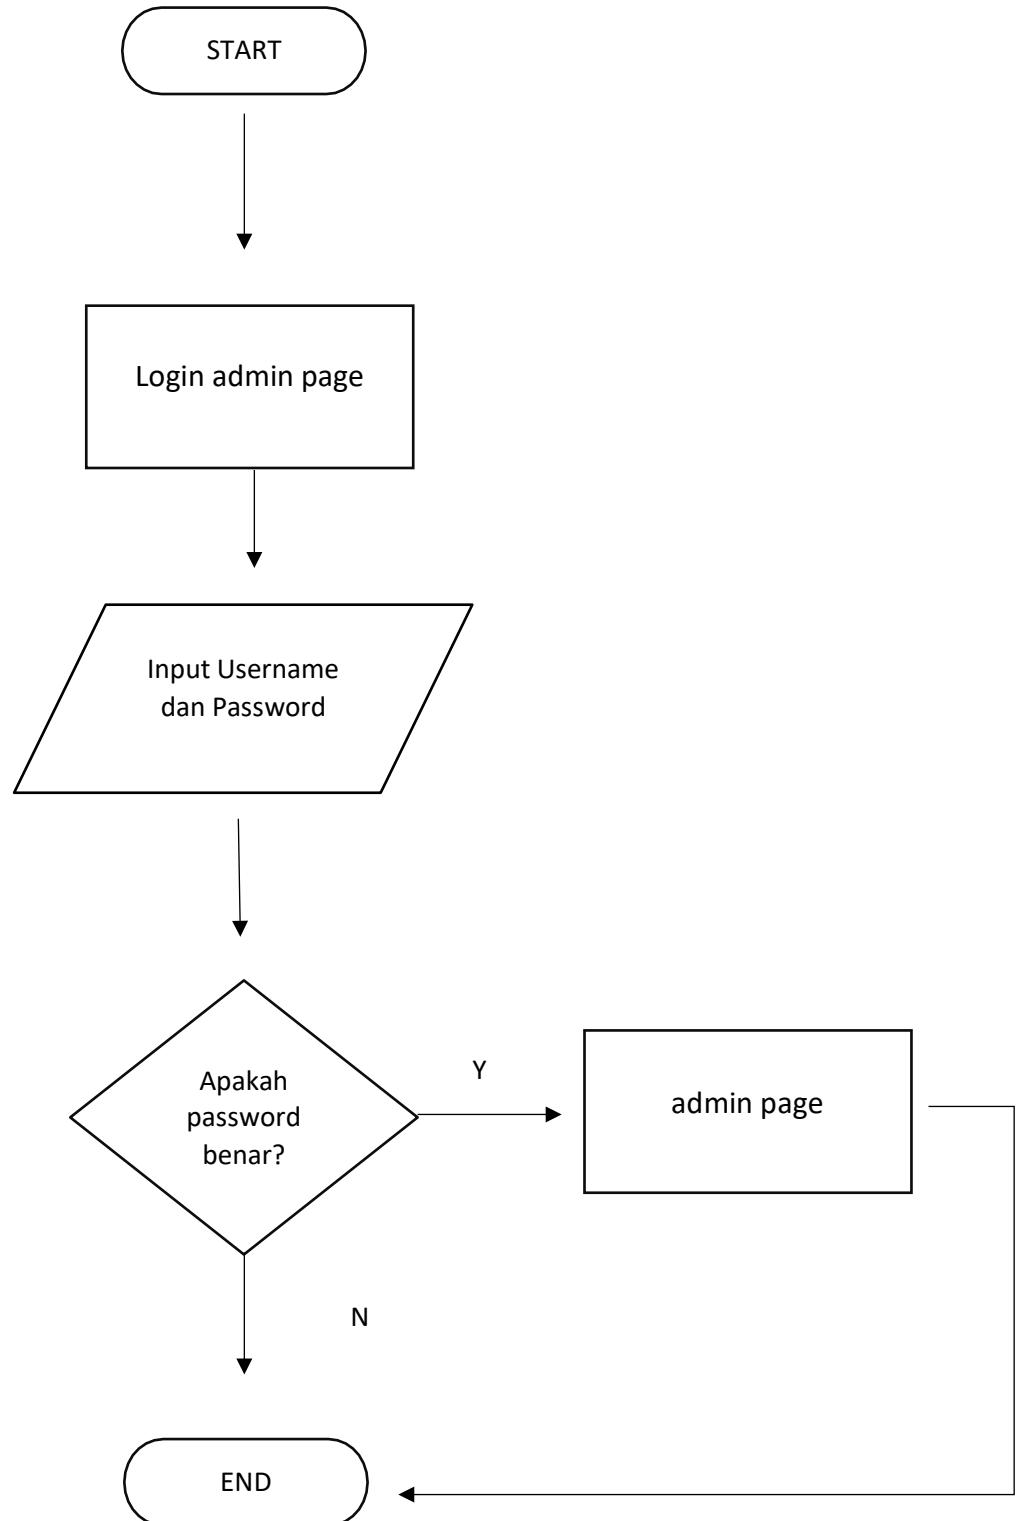 START
Login admin page
Input Username
dan Password
Apakah
password
benar?
Y
admin page
N
END